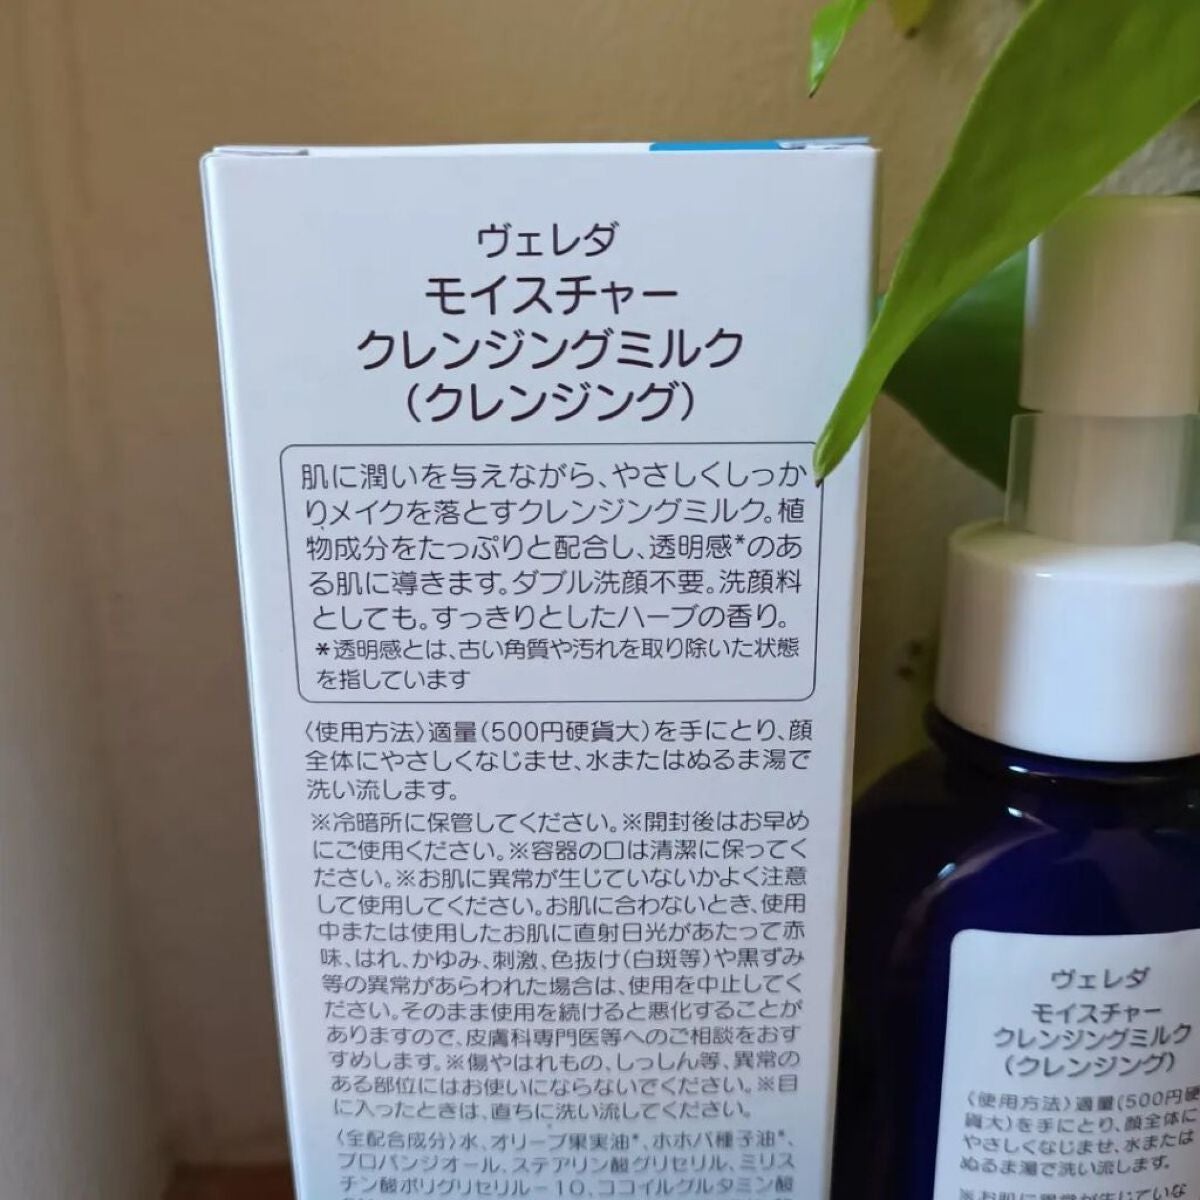 ヴェレダ
モイスチャー
クレンジングミルク
(クレンジング)
肌に潤いを与えながら、やさしくしっか
りメイクを落とすクレンジングミルク。植
物成分をたっぷりと配合し、透明感*のあ
る肌に導きます。ダブル洗顔不要。洗顔料
としても。すっきりとしたハーブの香り。
*透明感とは、古い角質や汚れを取り除いた状態
を指しています
〈使用方法〉適量(500円硬貨大)を手にとり、顔
全体にやさしくなじませ、水またはぬるま湯で
洗い流します。
※冷暗所に保管してください。※開封後はお早め
にご使用ください。※容器の口は清潔に保ってく
ださい。※お肌に異常が生じていないかよく注意
して使用してください。お肌に合わないとき、使用
中または使用したお肌に直射日光があたって赤
味、はれ、かゆみ、刺激、色抜け(白斑等)や黒ずみ
等の異常があらわれた場合は、使用を中止してく
ださい。そのまま使用を続けると悪化することが
ありますので、皮膚科専門医等へのご相談をおす
すめします。※傷やはれもの、しっしん等、異常の
ある部位にはお使いにならないでください。※目
に入ったときは、直ちに洗い流してください。
〈全配合成分〉水、オリーブ果実油*、ホホバ種子油*、
プロパンジオール、ステアリン酸グリセリル、ミリス
チン酸ポリグリセリル-10、ココイルグルタミン酸
ヴェレダ
モイスチャー
クレンジングミルク
(クレンジング)
〈使用方法〉適量(500円硬
貨大)を手にとり、顔全体に
やさしくなじませ、水または
ぬるま湯で洗い流します。
※お肌に異常が生じていな